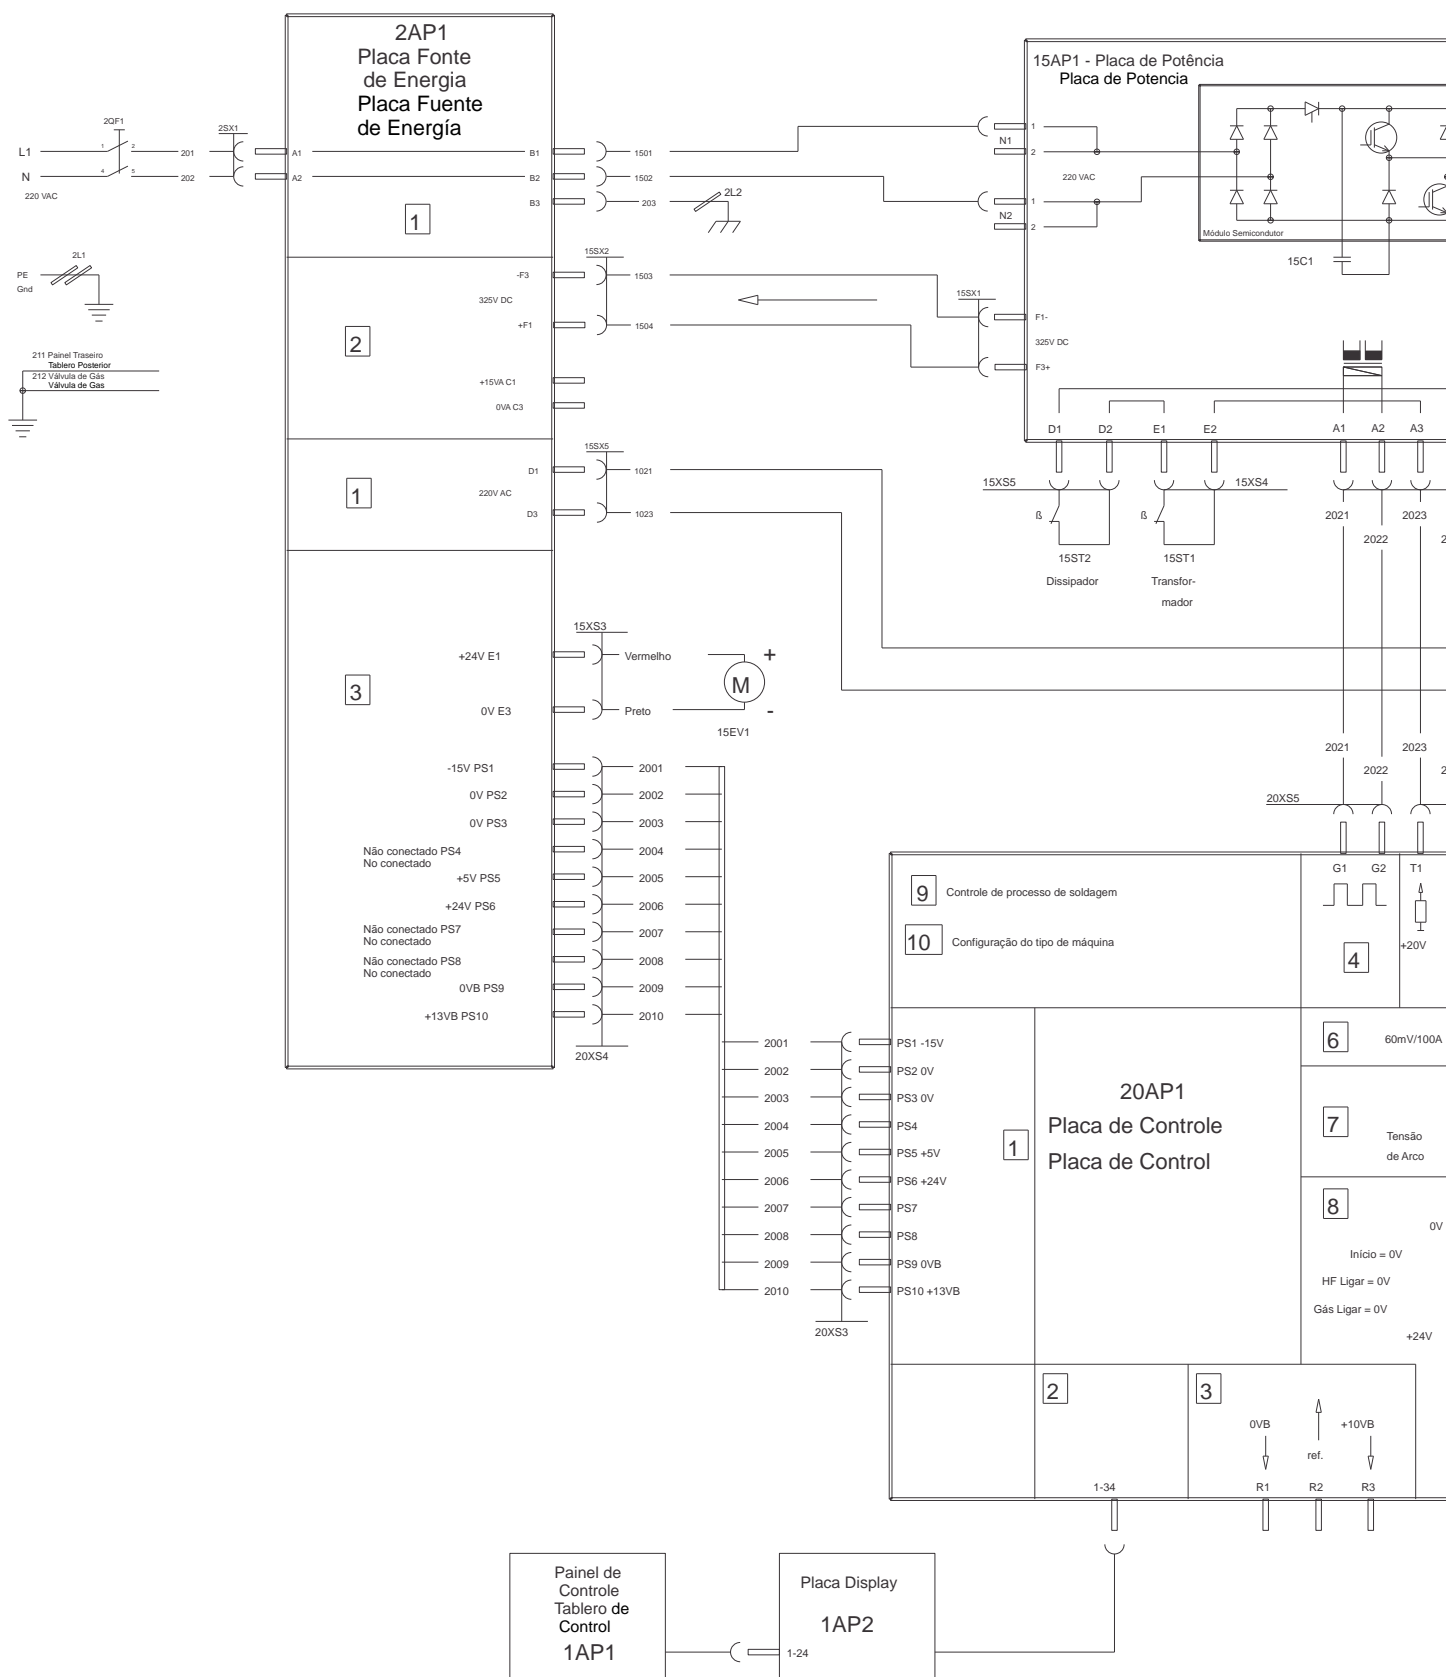 2AP1
Placa Fonte
de Energia
Placa Fuente
de Energía
15AP1 - Placa de Potência
Placa de Potencia
2QF1
2SX1
L1
1
2
201
A1
B1
1501
N
4
5
202
A2
B2
1502
220 VAC
B3
203
2L2
1
1
N1
2
220 VAC
1
N2
2
Módulo Semicondutor
15C1
2L1
PE
Gnd
15SX2
-F3
1503
325V DC
2
+F1
1504
15SX1
F1-
325V DC
F3+
211 Painel Traseiro
Tablero Posterior
212 Válvula de Gás
Válvula de Gas
+15VA C1
0VA C3
D1
D2
E1
E2
A1
A2
A3
15SX5
D1
1021
1
220V AC
D3
1023
15XS5
15XS4
ß
ß
2021
2023
2022
2
15ST2
15ST1
Dissipador
Transfor-
mador
15XS3
+24V E1
Vermelho
+
3
M
0V E3
Preto
-
15EV1
-15V PS1
2001
0V PS2
2002
0V PS3
2003
Não conectado PS4
No conectado
2004
+5V PS5
2005
+24V PS6
2006
Não conectado PS7
No conectado
2007
Não conectado PS8
No conectado
2008
0VB PS9
2009
+13VB PS10
2010
20XS4
2021
2023
2022
2
20XS5
G1
G2
T1
9
Controle de processo de soldagem
10
Configuração do tipo de máquina
4
+20V
2001
PS1 -15V
2002
PS2 0V
2003
PS3 0V
2004
PS4
2005
PS5 +5V
2006
PS6 +24V
2007
PS7
2008
PS8
2009
PS9 0VB
2010
PS10 +13VB
20XS3
1
20AP1
Placa de Controle
Placa de Control
6
60mV/100A
7
Tensão
de Arco
8
0V
Início = 0V
HF Ligar = 0V
Gás Ligar = 0V
+24V
2
3
0VB
+10VB
ref.
1-34
R1
R2
R3
Painel de
Controle
Tablero de
Control
1AP1
Placa Display
1AP2
1-24